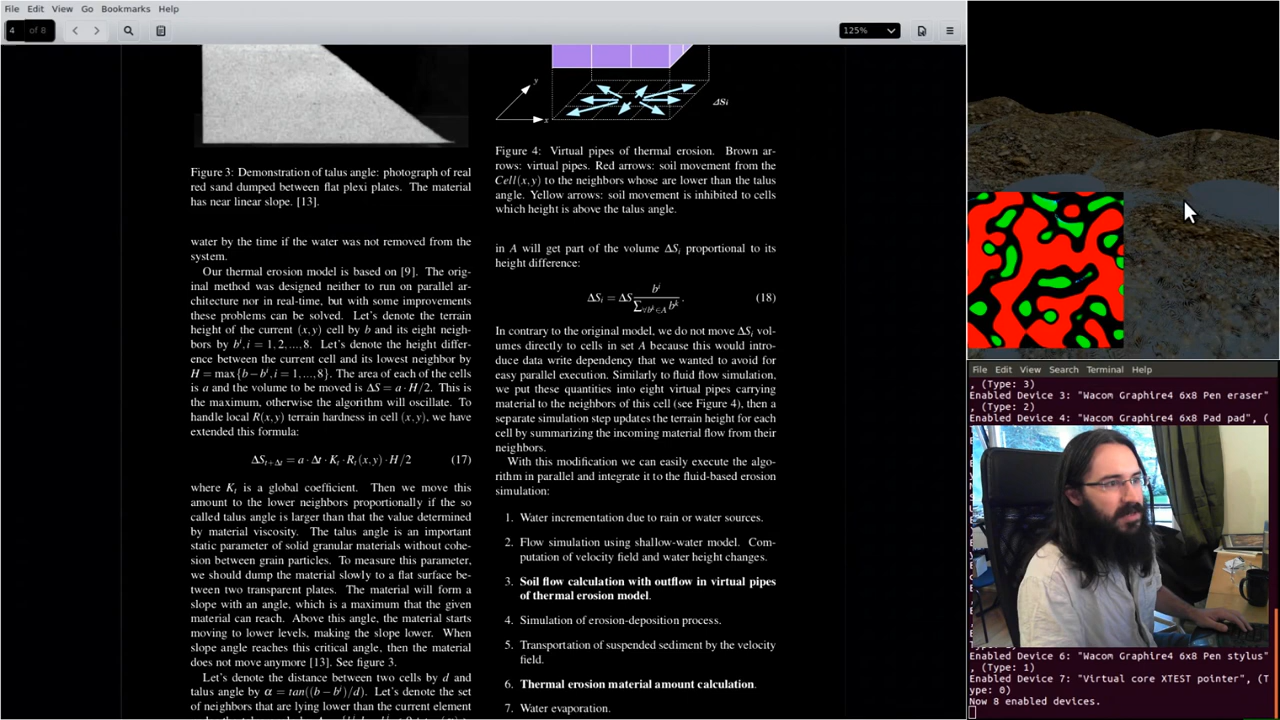 File Edit View Go Bookmarks Help
4 of 8
125%
y
x
ΔSi
Figure 3: Demonstration of talus angle: photograph of real
red sand dumped between flat plexi plates. The material
has near linear slope. [13].
water by the time if the water was not removed from the
system.
Our thermal erosion model is based on [9]. The orig-
inal method was designed neither to run on parallel ar-
chitecture nor in real-time, but with some improvements
these problems can be solved. Let's denote the terrain
height of the current (x,y) cell by b and its eight neigh-
bors by bⁱ, i = 1,2,...,8. Let's denote the height differ-
ence between the current cell and its lowest neighbor by
H = max{b − bⁱ, i = 1,...,8}. The area of each of the cells
is a and the volume to be moved is ΔS = a · H/2. This is
the maximum, otherwise the algorithm will oscillate. To
handle local R(x,y) terrain hardness in cell (x,y), we have
extended this formula:
ΔSt+Δt = a · Δt · Kt · Rt(x,y) · H/2 (17)
where Kt is a global coefficient. Then we move this
amount to the lower neighbors proportionally if the so
called talus angle is larger than that the value determined
by material viscosity. The talus angle is an important
static parameter of solid granular materials without cohe-
sion between grain particles. To measure this parameter,
we should dump the material slowly to a flat surface be-
tween two transparent plates. The material will form a
slope with an angle, which is a maximum that the given
material can reach. Above this angle, the material starts
moving to lower levels, making the slope lower. When
slope angle reaches this critical angle, then the material
does not move anymore [13]. See figure 3.
Let's denote the distance between two cells by d and
talus angle by α = tan((b − bⁱ)/d). Let's denote the set
of neighbors that are lying lower than the current element
Figure 4: Virtual pipes of thermal erosion. Brown ar-
rows: virtual pipes. Red arrows: soil movement from the
Cell(x,y) to the neighbors whose are lower than the talus
angle. Yellow arrows: soil movement is inhibited to cells
which height is above the talus angle.
in A will get part of the volume ΔSi proportional to its
height difference:
ΔSi = ΔS bⁱ / Σ∀bᵏ∈A bᵏ . (18)
In contrary to the original model, we do not move ΔSi vol-
umes directly to cells in set A because this would intro-
duce data write dependency that we wanted to avoid for
easy parallel execution. Similarly to fluid flow simulation,
we put these quantities into eight virtual pipes carrying
material to the neighbors of this cell (see Figure 4), then a
separate simulation step updates the terrain height for each
cell by summarizing the incoming material flow from their
neighbors.
With this modification we can easily execute the algo-
rithm in parallel and integrate it to the fluid-based erosion
simulation:
1. Water incrementation due to rain or water sources.
2. Flow simulation using shallow-water model. Com-
putation of velocity field and water height changes.
3. Soil flow calculation with outflow in virtual pipes
of thermal erosion model.
4. Simulation of erosion-deposition process.
5. Transportation of suspended sediment by the velocity
field.
6. Thermal erosion material amount calculation.
7. Water evaporation.
File Edit View Search Terminal Help
, (Type: 3)
Enabled Device 3: "Wacom Graphire4 6x8 Pen eraser"
, (Type: 2)
Enabled Device 4: "Wacom Graphire4 6x8 Pad pad", (
Enabled Device 6: "Wacom Graphire4 6x8 Pen stylus"
, (Type: 1)
Enabled Device 7: "Virtual core XTEST pointer", (T
ype: 0)
Now 8 enabled devices.